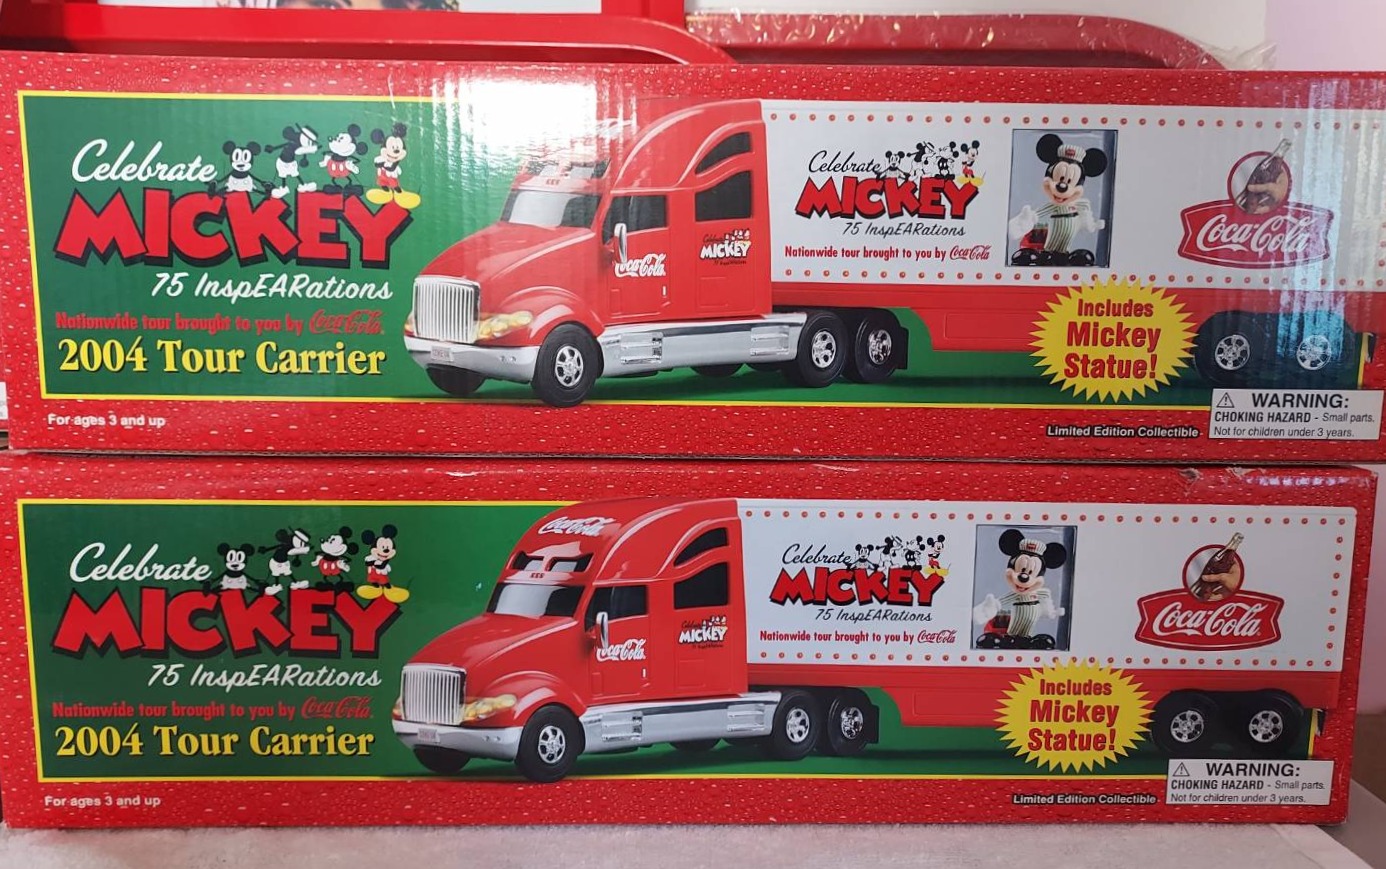 Celebrate
MICKEY
75 InspEARations
Nationwide tour brought to you by Coca-Cola.
2004 Tour Carrier
For ages 3 and up
Coca-Cola
MICKEY
Celebrate
MICKEY
75 InspEARations
Nationwide tour brought to you by Coca-Cola
Coca-Cola
Includes
Mickey
Statue!
Limited Edition Collectible
WARNING:
CHOKING HAZARD - Small parts.
Not for children under 3 years.
Celebrate
MICKEY
75 InspEARations
Nationwide tour brought to you by Coca-Cola.
2004 Tour Carrier
For ages 3 and up
Coca-Cola
Coca-Cola
MICKEY
Celebrate
MICKEY
75 InspEARations
Nationwide tour brought to you by Coca-Cola
Coca-Cola
Includes
Mickey
Statue!
Limited Edition Collectible
WARNING:
CHOKING HAZARD - Small parts.
Not for children under 3 years.